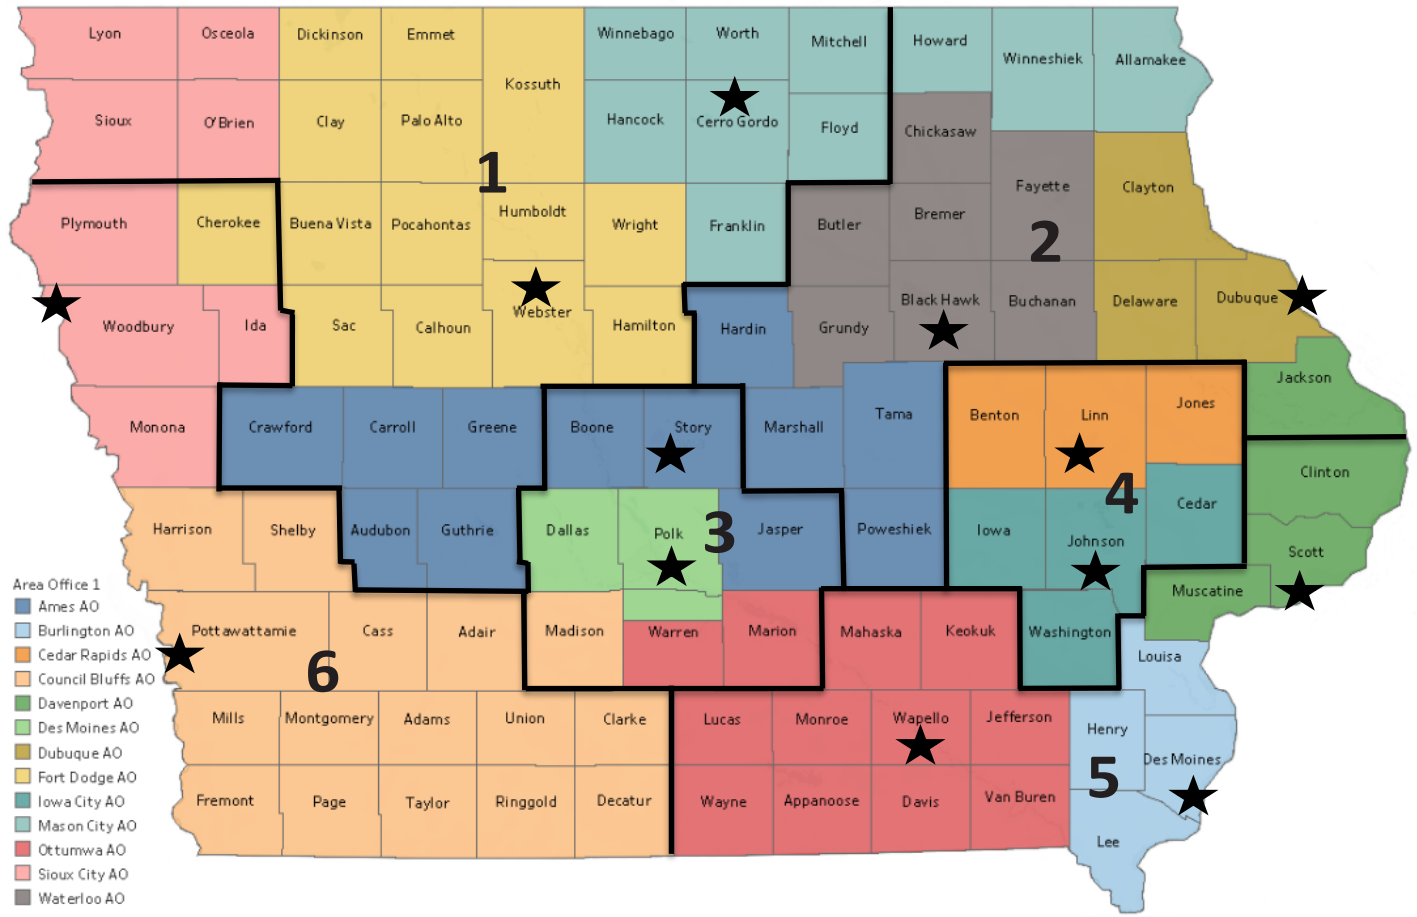 Lyon Osceola Dickinson Emmet Kossuth Winnebago Worth Mitchell Howard Winneshiek Allamakee
Sioux O'Brien Clay Palo Alto Hancock Cerro Gordo Floyd Chickasaw
1
Plymouth Cherokee Buena Vista Pocahontas Humboldt Wright Franklin Butler Bremer Fayette Clayton
2
Woodbury Ida Sac Calhoun Webster Hamilton Hardin Grundy Black Hawk Buchanan Delaware Dubuque
Jackson
Monona Crawford Carroll Greene Boone Story Marshall Tama Benton Linn Jones
4
Clinton
Harrison Shelby Audubon Guthrie Dallas Polk Jasper Poweshiek Iowa Johnson Cedar Scott
3
Muscatine
Pottawattamie Cass Adair Madison Warren Marion Mahaska Keokuk Washington Louisa
6
Mills Montgomery Adams Union Clarke Lucas Monroe Wapello Jefferson Henry Des Moines
5
Fremont Page Taylor Ringgold Decatur Wayne Appanoose Davis Van Buren Lee
Area Office 1
Ames AO
Burlington AO
Cedar Rapids AO
Council Bluffs AO
Davenport AO
Des Moines AO
Dubuque AO
Fort Dodge AO
Iowa City AO
Mason City AO
Ottumwa AO
Sioux City AO
Waterloo AO